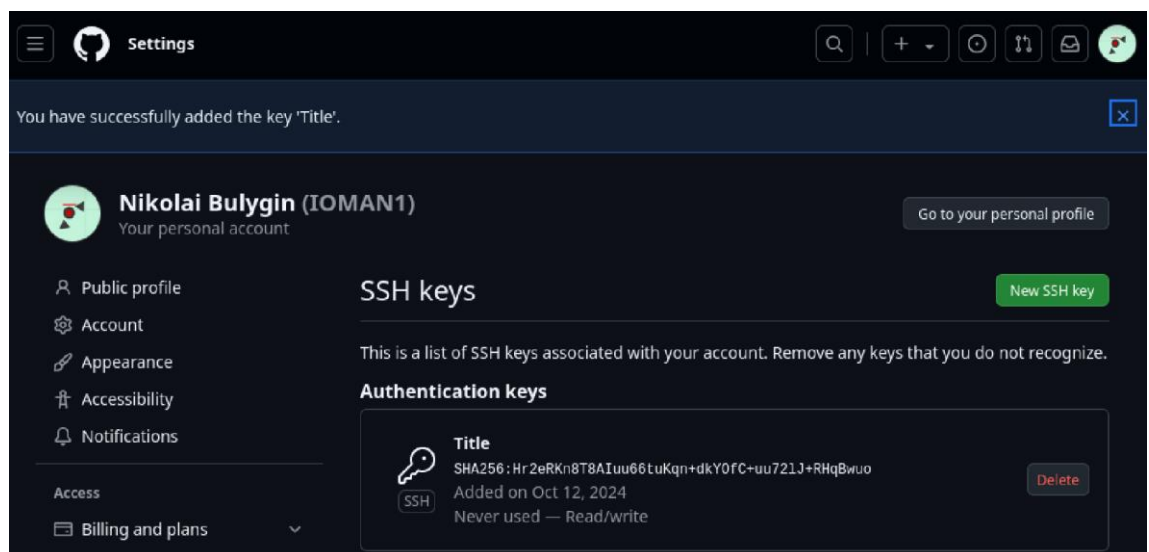 Settings
You have successfully added the key 'Title'.
Nikolai Bulygin (IOMAN1)
Your personal account
Go to your personal profile
Public profile
Account
Appearance
Accessibility
Notifications
Access
Billing and plans
SSH keys
New SSH key
This is a list of SSH keys associated with your account. Remove any keys that you do not recognize.
Authentication keys
Title
SHA256:Hr2eRKn8T8AIuu66tuKqn+dkYOfC+uu72lJ+RHqBwuo
SSH
Added on Oct 12, 2024
Never used — Read/write
Delete